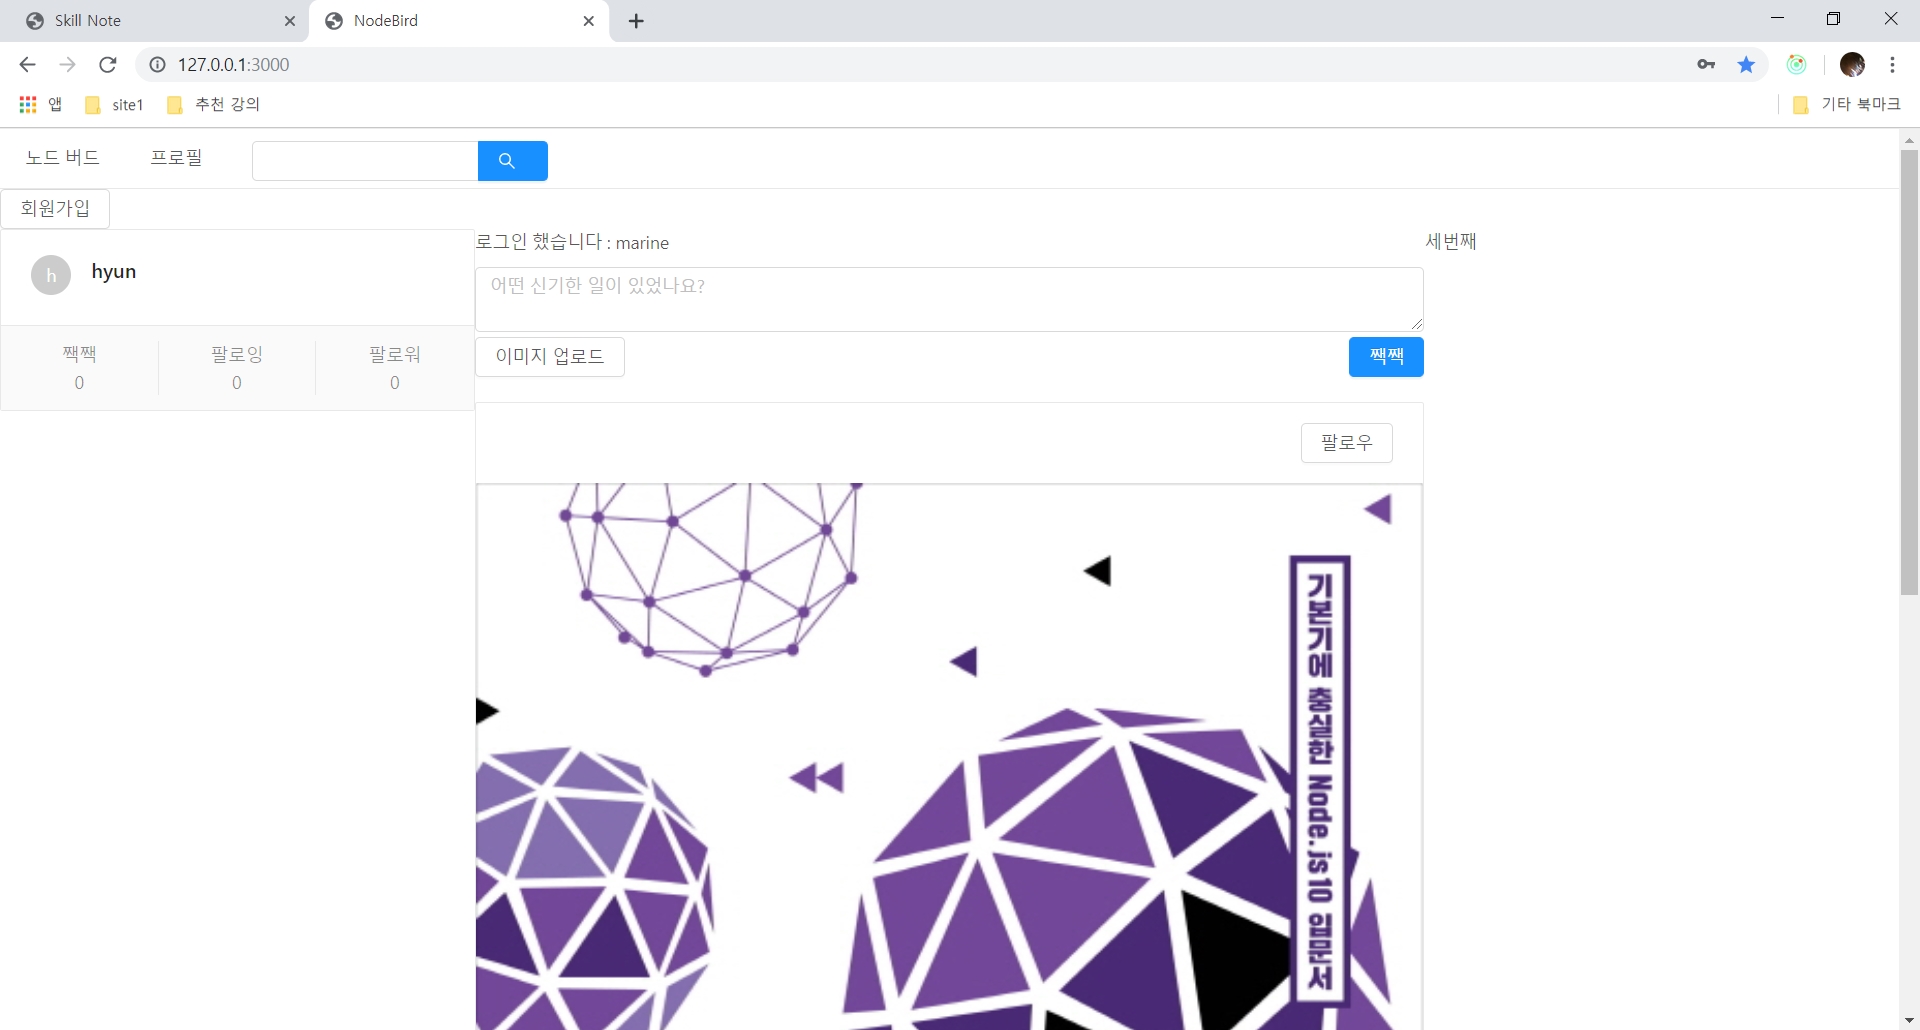 Skill Note
NodeBird
127.0.0.1:3000
앱
site1
추천 강의
기타 북마크
노드 버드
프로필
회원가입
h
hyun
짹짹
0
팔로잉
0
팔로워
0
로그인 했습니다 : marine
세번째
어떤 신기한 일이 있었나요?
이미지 업로드
짹짹
팔로우
기본기에 충실한 Node.js 10 입문서